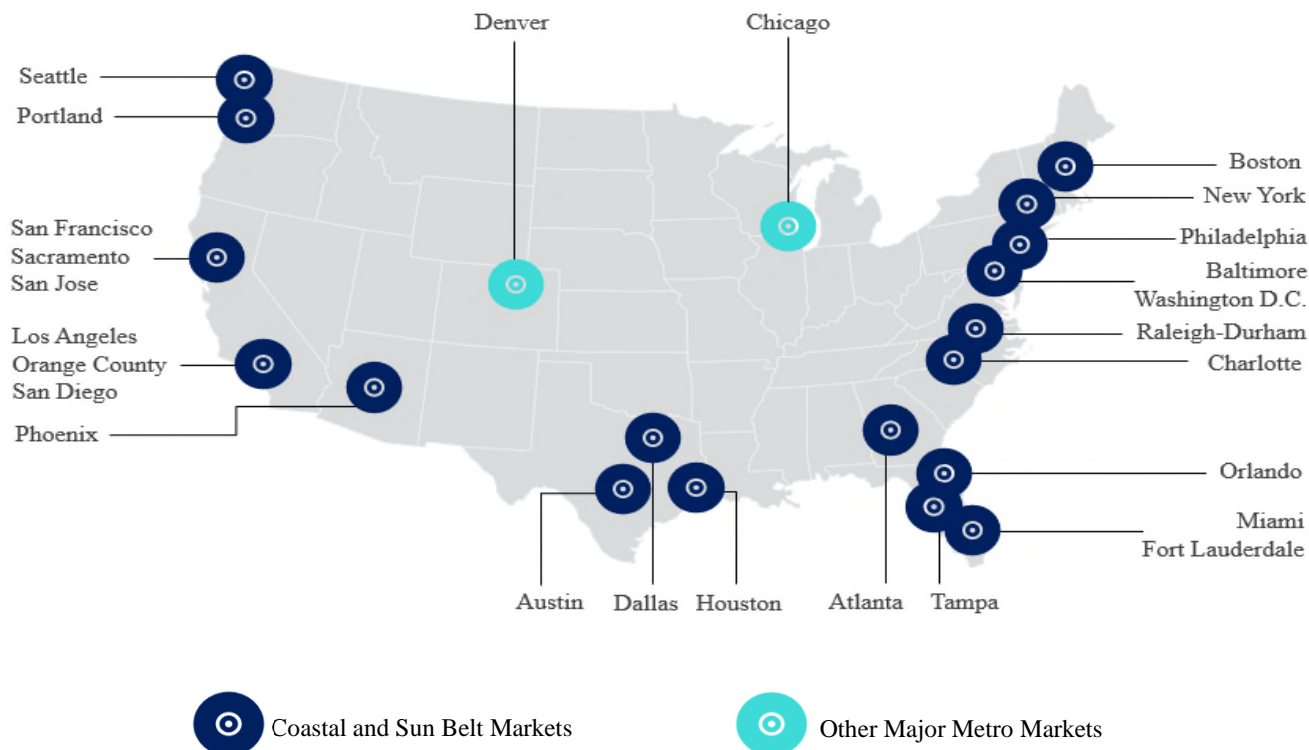 Denver
Chicago
Seattle
Portland
San Francisco
Sacramento
San Jose
Los Angeles
Orange County
San Diego
Phoenix
Boston
New York
Philadelphia
Baltimore
Washington D.C.
Raleigh-Durham
Charlotte
Orlando
Miami
Fort Lauderdale
Austin
Dallas
Houston
Atlanta
Tampa
Coastal and Sun Belt Markets
Other Major Metro Markets